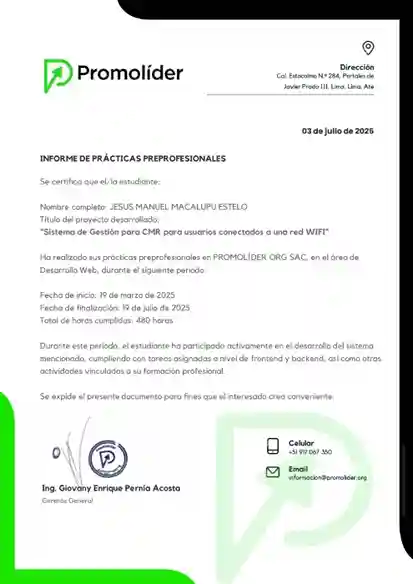 Promolíder
Dirección
Cal. Estocolmo N.º 284, Portales de
Javier Prado III, Lima, Lima, Ate
03 de julio de 2025
INFORME DE PRÁCTICAS PREPROFESIONALES
Se certifica que el/la estudiante:
Nombre completo: JESUS MANUEL MACALUPU ESTELO
Título del proyecto desarrollado:
"Sistema de Gestión para CMR para usuarios conectados a una red WIFI"
Ha realizado sus prácticas preprofesionales en PROMOLÍDER ORG SAC, en el área de
Desarrollo Web, durante el siguiente periodo:
Fecha de inicio: 19 de marzo de 2025
Fecha de finalización: 19 de julio de 2025
Total de horas cumplidas: 480 horas
Durante este período, el estudiante ha participado activamente en el desarrollo del sistema
mencionado, cumpliendo con tareas asignadas a nivel de frontend y backend, así como otras
actividades vinculadas a su formación profesional.
Se expide el presente documento para fines que el interesado crea conveniente.
Ing. Giovany Enrique Pernía Acosta
Gerente General
Celular
+51 917 067 350
Email
informacion@promolider.org